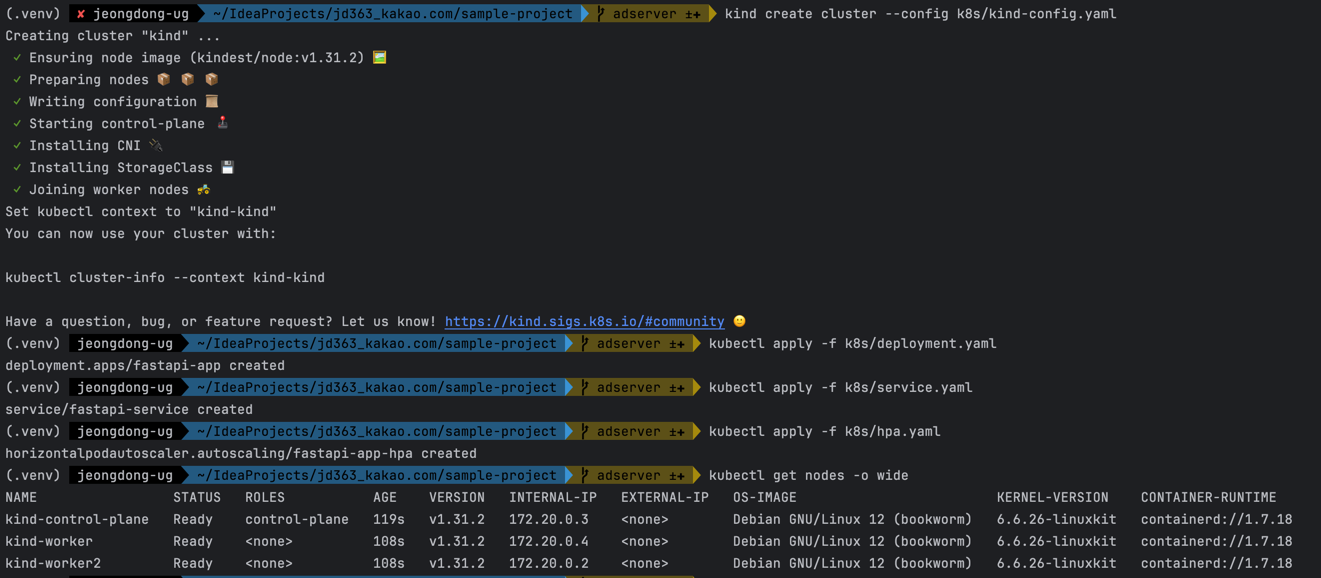 (.venv) ✘ jeongdong-ug ~/IdeaProjects/jd363_kakao.com/sample-project adserver ±✚ kind create cluster --config k8s/kind-config.yaml
Creating cluster "kind" ...
✓ Ensuring node image (kindest/node:v1.31.2) 🖼
✓ Preparing nodes 📦 📦 📦
✓ Writing configuration 📜
✓ Starting control-plane 🕹️
✓ Installing CNI 🔌
✓ Installing StorageClass 💾
✓ Joining worker nodes 🚜
Set kubectl context to "kind-kind"
You can now use your cluster with:
kubectl cluster-info --context kind-kind
Have a question, bug, or feature request? Let us know! https://kind.sigs.k8s.io/#community 🙂
(.venv) jeongdong-ug ~/IdeaProjects/jd363_kakao.com/sample-project adserver ±✚ kubectl apply -f k8s/deployment.yaml
deployment.apps/fastapi-app created
(.venv) jeongdong-ug ~/IdeaProjects/jd363_kakao.com/sample-project adserver ±✚ kubectl apply -f k8s/service.yaml
service/fastapi-service created
(.venv) jeongdong-ug ~/IdeaProjects/jd363_kakao.com/sample-project adserver ±✚ kubectl apply -f k8s/hpa.yaml
horizontalpodautoscaler.autoscaling/fastapi-app-hpa created
(.venv) jeongdong-ug ~/IdeaProjects/jd363_kakao.com/sample-project adserver ±✚ kubectl get nodes -o wide
NAME STATUS ROLES AGE VERSION INTERNAL-IP EXTERNAL-IP OS-IMAGE KERNEL-VERSION CONTAINER-RUNTIME
kind-control-plane Ready control-plane 119s v1.31.2 172.20.0.3 <none> Debian GNU/Linux 12 (bookworm) 6.6.26-linuxkit containerd://1.7.18
kind-worker Ready <none> 108s v1.31.2 172.20.0.4 <none> Debian GNU/Linux 12 (bookworm) 6.6.26-linuxkit containerd://1.7.18
kind-worker2 Ready <none> 108s v1.31.2 172.20.0.2 <none> Debian GNU/Linux 12 (bookworm) 6.6.26-linuxkit containerd://1.7.18